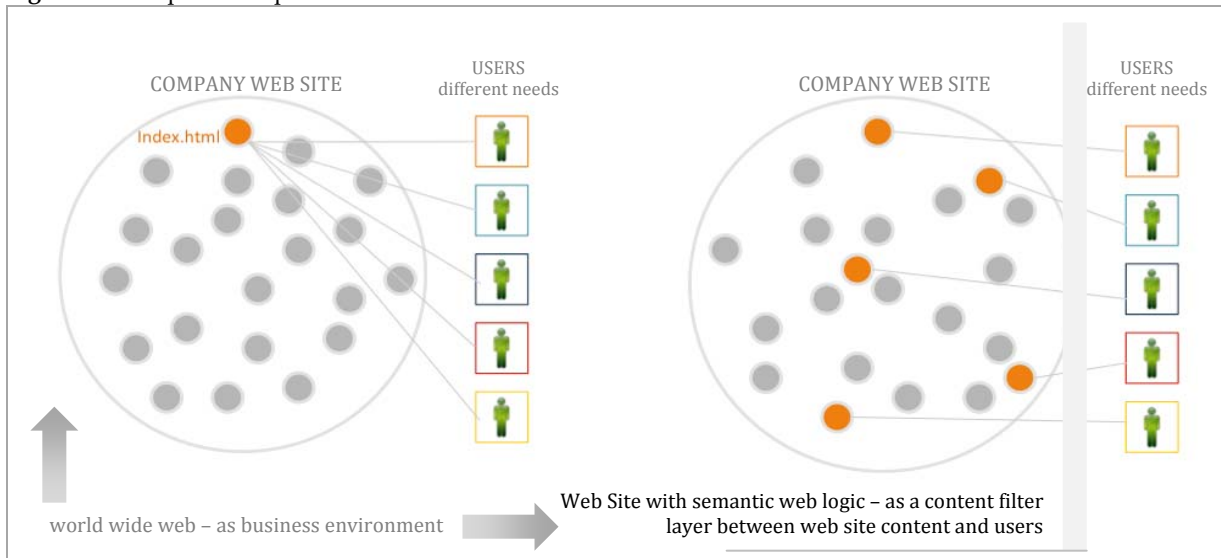 COMPANY WEB SITE
USERS
different needs
Index.html
COMPANY WEB SITE
USERS
different needs
world wide web – as business environment
Web Site with semantic web logic – as a content filter
layer between web site content and users